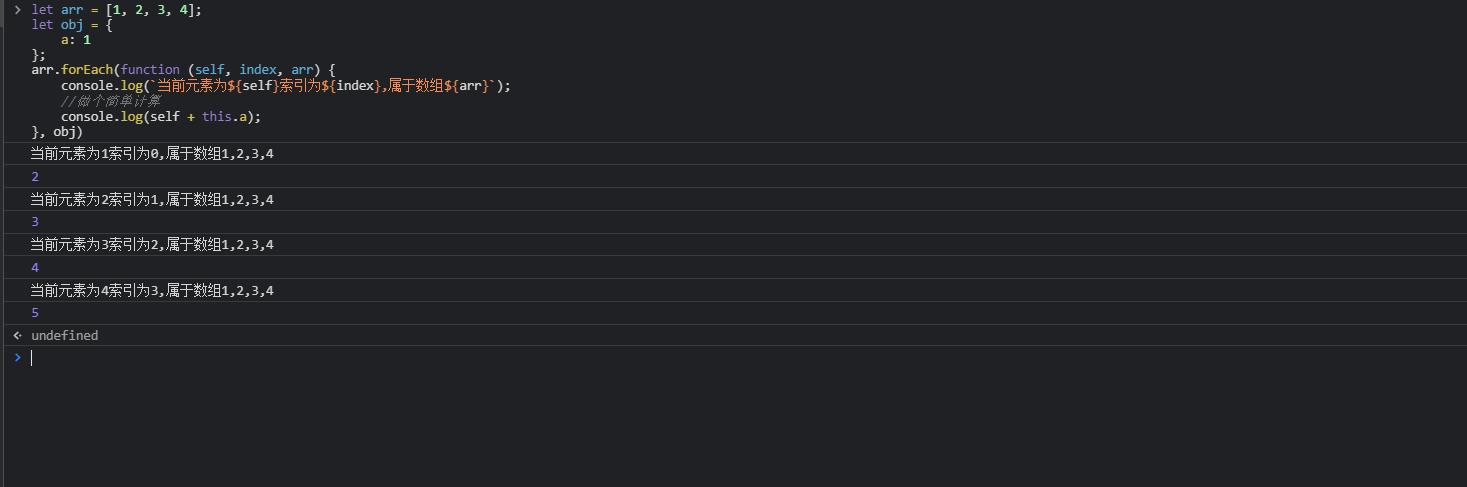 let arr = [1, 2, 3, 4];
let obj = {
    a: 1
};
arr.forEach(function (self, index, arr) {
    console.log(`当前元素为${self}索引为${index},属于数组${arr}`);
    //做个简单计算
    console.log(self + this.a);
}, obj)
当前元素为1索引为0,属于数组1,2,3,4
2
当前元素为2索引为1,属于数组1,2,3,4
3
当前元素为3索引为2,属于数组1,2,3,4
4
当前元素为4索引为3,属于数组1,2,3,4
5
undefined